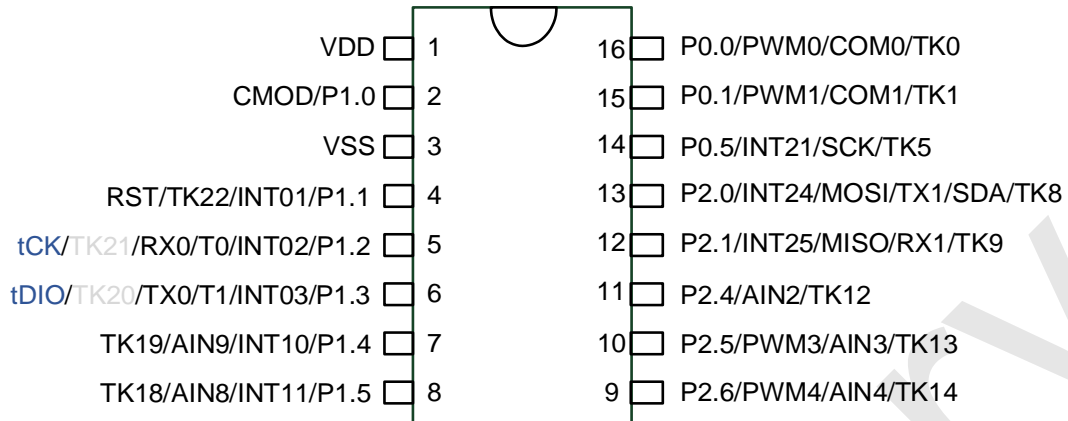 VDD 1 16 P0.0/PWM0/COM0/TK0
CMOD/P1.0 2 15 P0.1/PWM1/COM1/TK1
VSS 3 14 P0.5/INT21/SCK/TK5
RST/TK22/INT01/P1.1 4 13 P2.0/INT24/MOSI/TX1/SDA/TK8
tCK/TK21/RX0/T0/INT02/P1.2 5 12 P2.1/INT25/MISO/RX1/TK9
tDIO/TK20/TX0/T1/INT03/P1.3 6 11 P2.4/AIN2/TK12
TK19/AIN9/INT10/P1.4 7 10 P2.5/PWM3/AIN3/TK13
TK18/AIN8/INT11/P1.5 8 9 P2.6/PWM4/AIN4/TK14